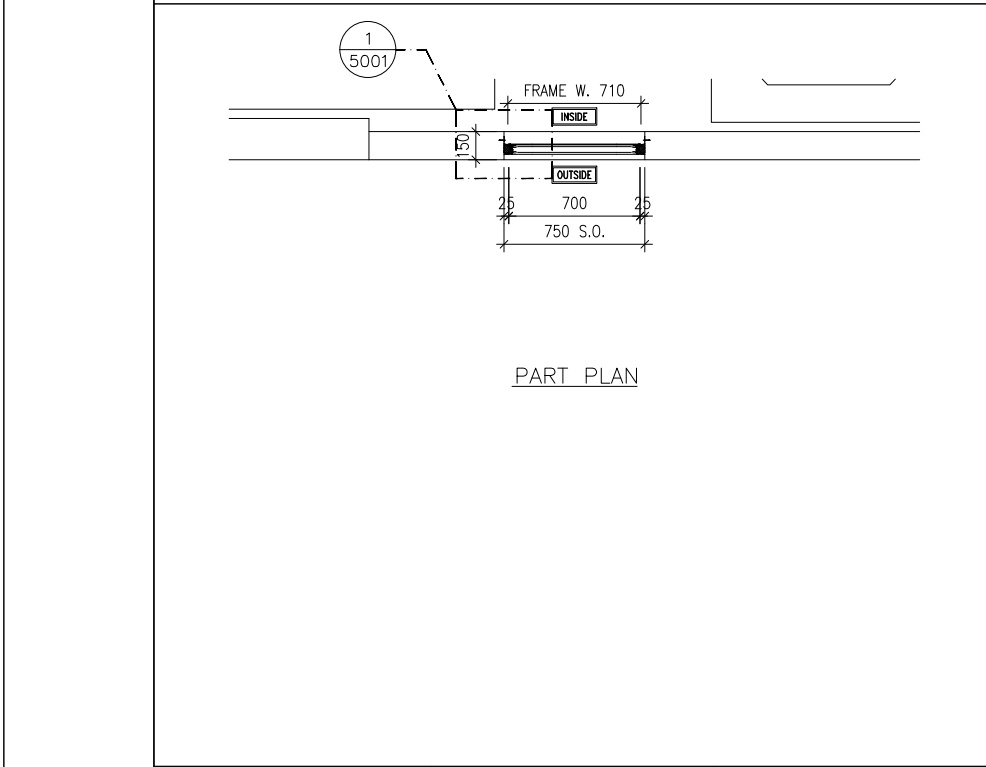 1
5001
FRAME W. 710
INSIDE
150
OUTSIDE
25 700 25
750 S.O.
PART PLAN